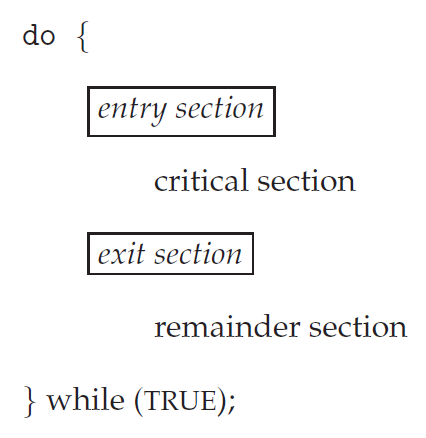 do {
entry section
critical section
exit section
remainder section
} while (TRUE);